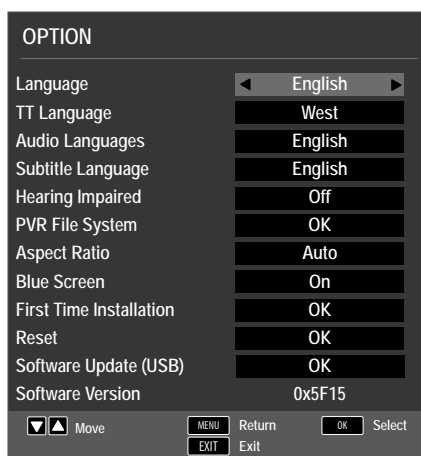 OPTION
Language English
TT Language West
Audio Languages English
Subtitle Language English
Hearing Impaired Off
PVR File System OK
Aspect Ratio Auto
Blue Screen On
First Time Installation OK
Reset OK
Software Update (USB) OK
Software Version 0x5F15
Move MENU Return OK Select
EXIT Exit